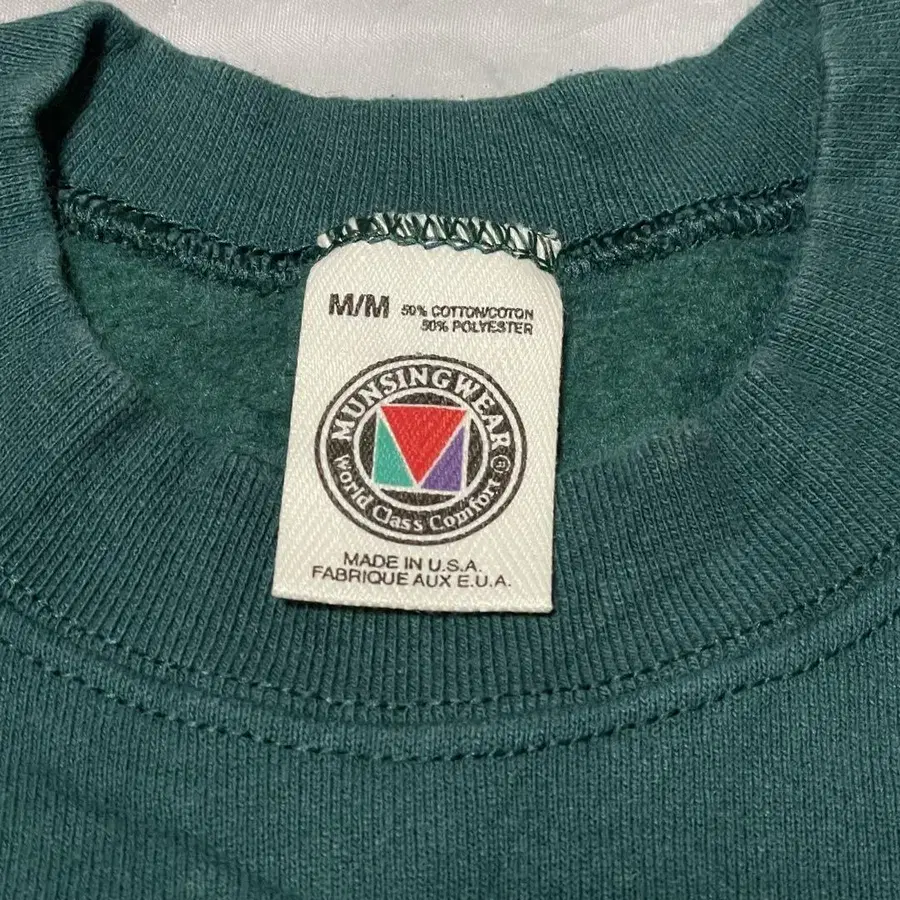 M/M 50% COTTON/COTON
50% POLYESTER
MUNSINGWEAR®
World Class Comfort
MADE IN U.S.A.
FABRIQUE AUX E.U.A.